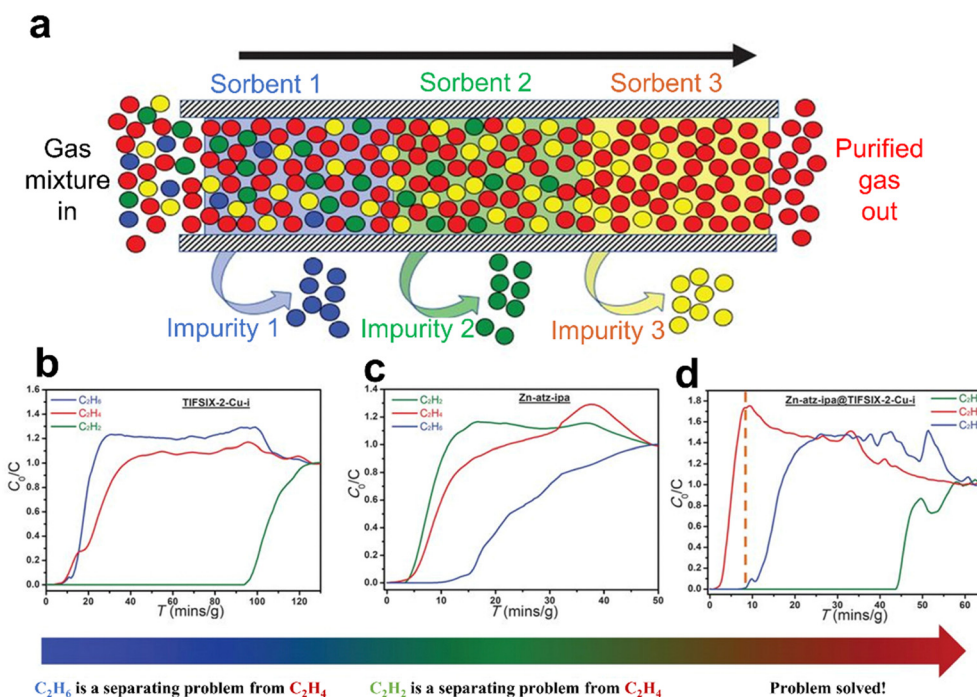 a
Sorbent 1 Sorbent 2 Sorbent 3
Gas
mixture
in
Purified
gas
out
Impurity 1 Impurity 2 Impurity 3
b
C₂H₆
C₂H₄
C₂H₂
TIFSIX-2-Cu-i
C₀/C
1.6
1.4
1.2
1.0
0.8
0.6
0.4
0.2
0.0
0 20 40 60 80 100 120
T (mins/g)
c
C₂H₂
C₂H₄
C₂H₆
Zn-atz-ipa
C₀/C
1.4
1.2
1.0
0.8
0.6
0.4
0.2
0.0
0 10 20 30 40 50
T (mins/g)
d
Zn-atz-ipa@TIFSIX-2-Cu-i
C₂H
C₂H
C₂H
C₀/C
1.8
1.6
1.4
1.2
1.0
0.8
0.6
0.4
0.2
0.0
0 10 20 30 40 50 60
T (mins/g)
C₂H₆ is a separating problem from C₂H₄ C₂H₂ is a separating problem from C₂H₄ Problem solved!